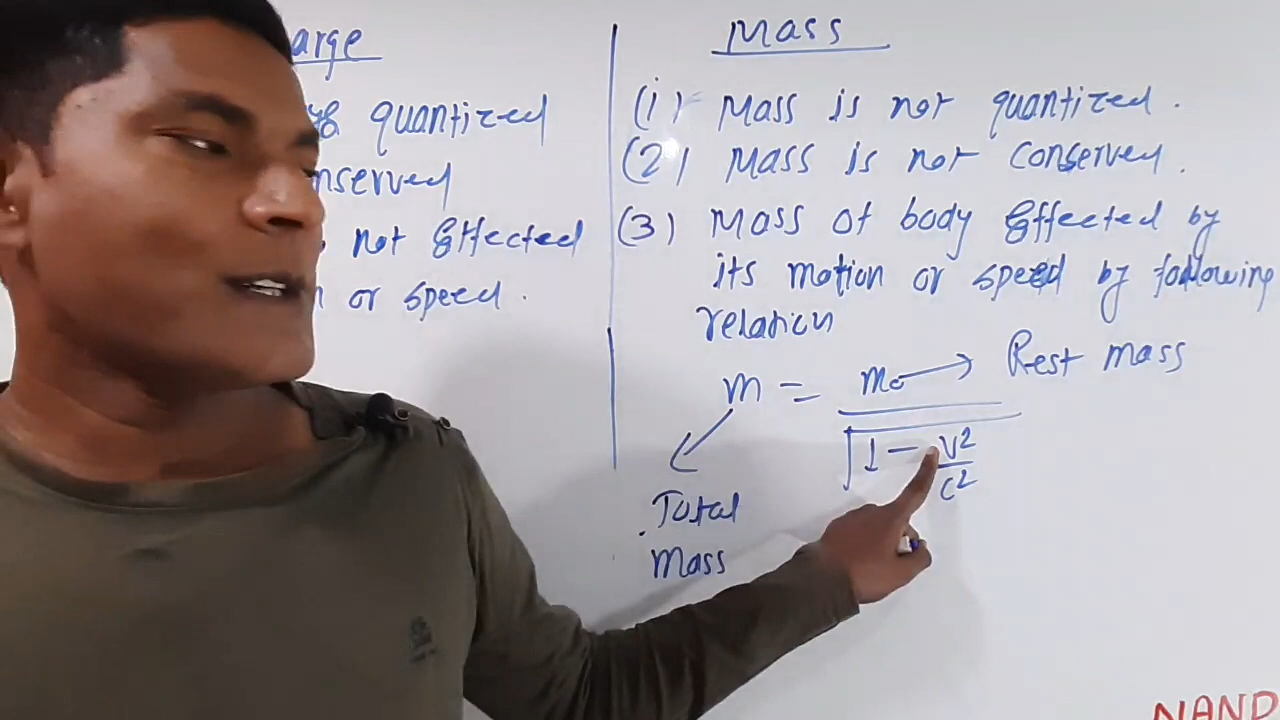 arge
quantized
nserved
not Effected
or speed.
Mass
(1) Mass is not quantized.
(2) Mass is not conserved.
(3) Mass of body Effected by
its motion or speed by following
relation
m = m₀ → Rest mass
√1 - v²
c²
Total
Mass
NAND